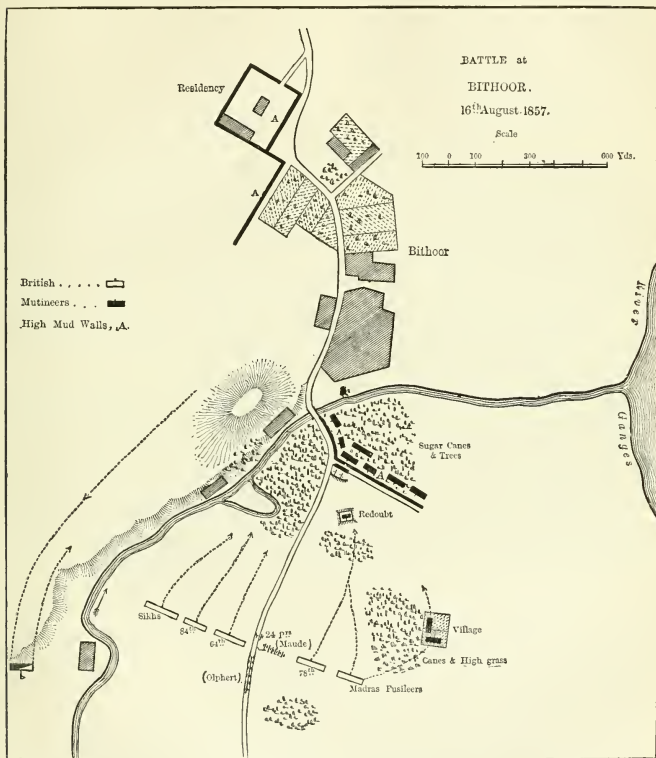 BATTLE at
BITHOOR.
16th August. 1857.
Scale
100 0 100 300 600 Yds.
Residency
A
A
Bithoor
British . . . . .
Mutineers . . .
High Mud Walls, A.
River
Ganges
Sugar Canes
& Trees
A
Redoubt
Sikhs
84th
64th
24 Prs
(Maude)
(Olphert)
78th
Village
Canes & High grass
Madras Fusileers